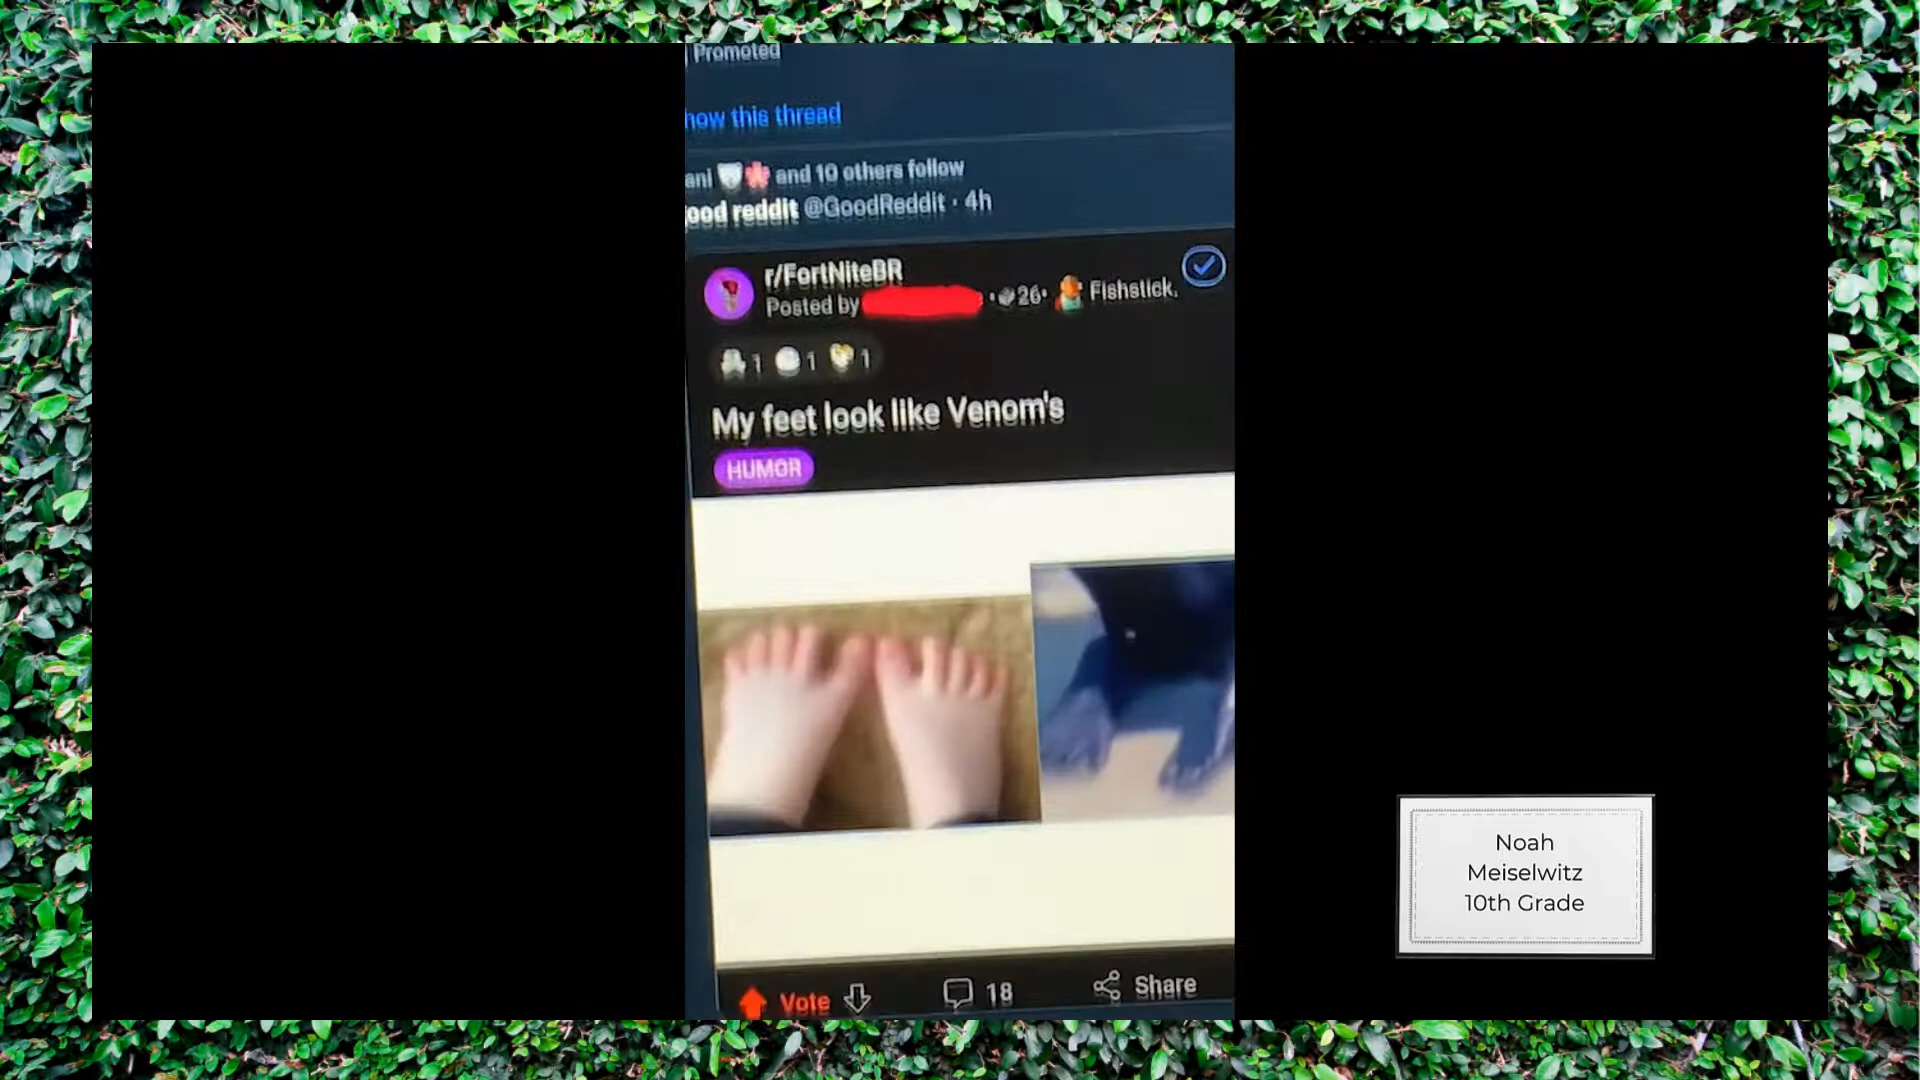 Promoted
how this thread
ani and 10 others follow
ood reddit @GoodReddit · 4h
r/FortNiteBR
Posted by · 26 · Fishstick.
1 1 1
My feet look like Venom's
HUMOR
Vote 18 Share
Noah
Meiselwitz
10th Grade